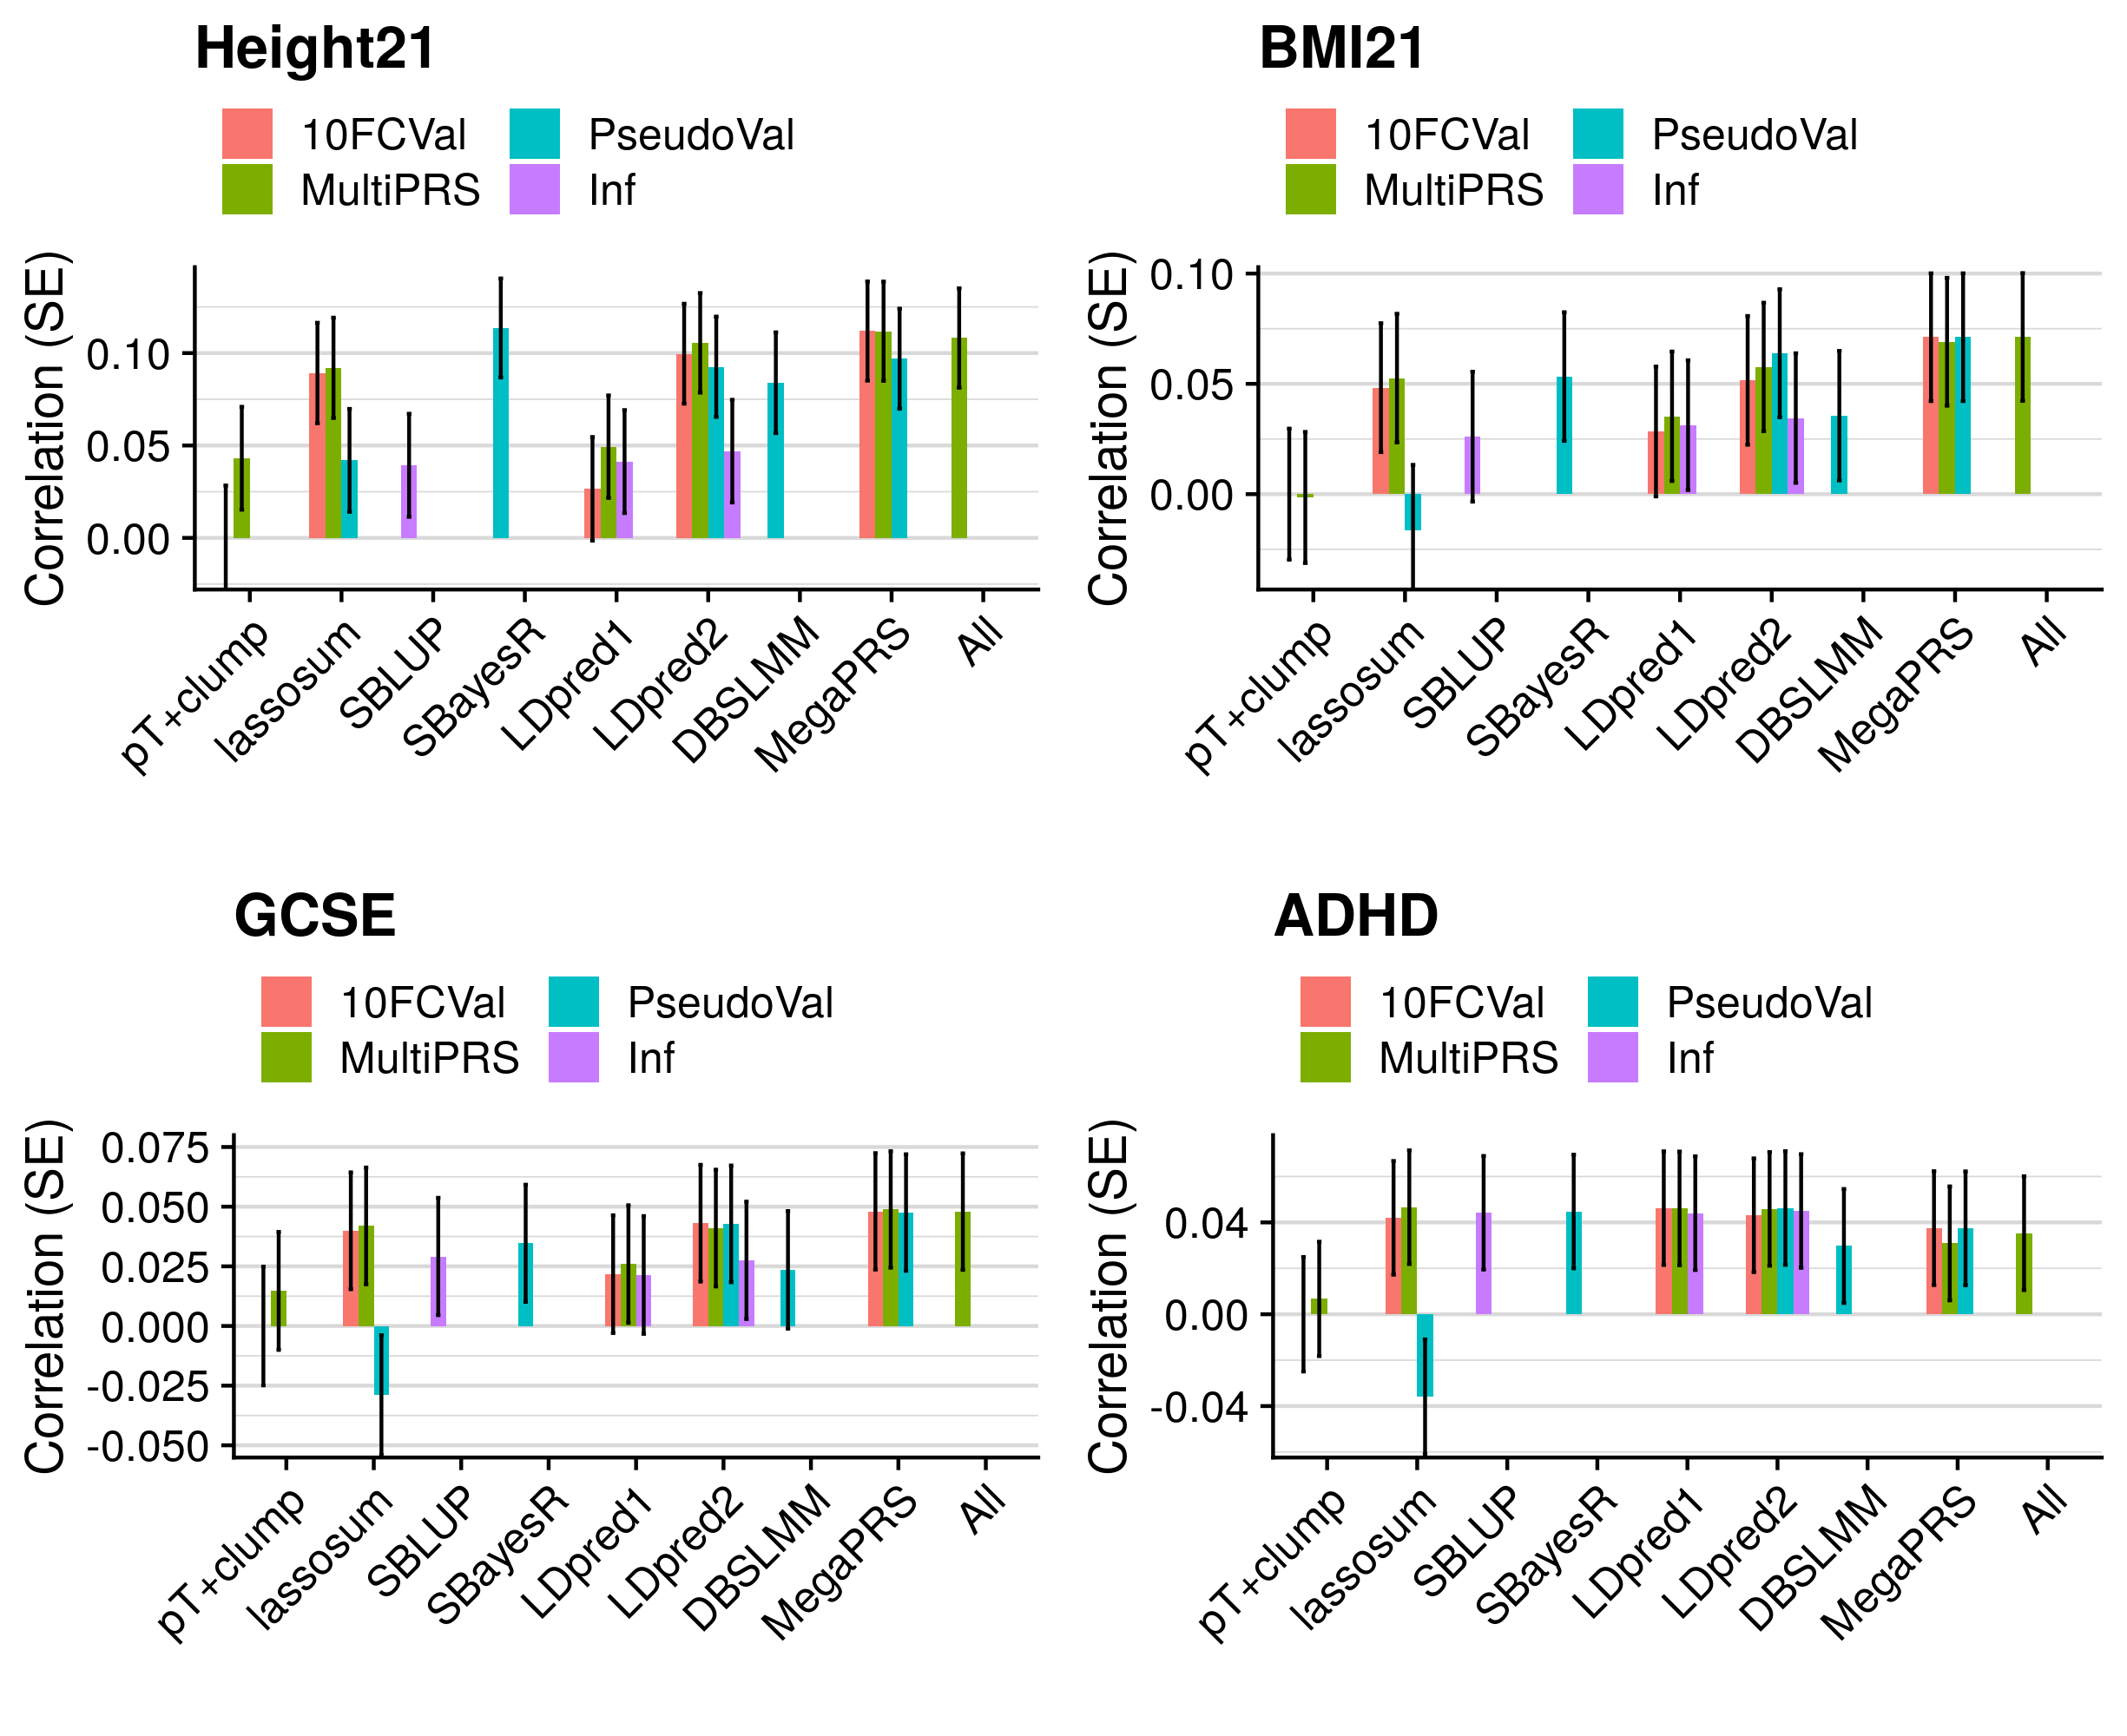 Height21
10FCVal
PseudoVal
MultiPRS
Inf
Correlation (SE)
0.10
0.05
0.00
pT+clump
lassosum
SBLUP
SBayesR
LDpred1
LDpred2
DBSLMM
MegaPRS
All
BMI21
10FCVal
PseudoVal
MultiPRS
Inf
Correlation (SE)
0.10
0.05
0.00
pT+clump
lassosum
SBLUP
SBayesR
LDpred1
LDpred2
DBSLMM
MegaPRS
All
GCSE
10FCVal
PseudoVal
MultiPRS
Inf
Correlation (SE)
0.075
0.050
0.025
0.000
-0.025
-0.050
pT+clump
lassosum
SBLUP
SBayesR
LDpred1
LDpred2
DBSLMM
MegaPRS
All
ADHD
10FCVal
PseudoVal
MultiPRS
Inf
Correlation (SE)
0.04
0.00
-0.04
pT+clump
lassosum
SBLUP
SBayesR
LDpred1
LDpred2
DBSLMM
MegaPRS
All